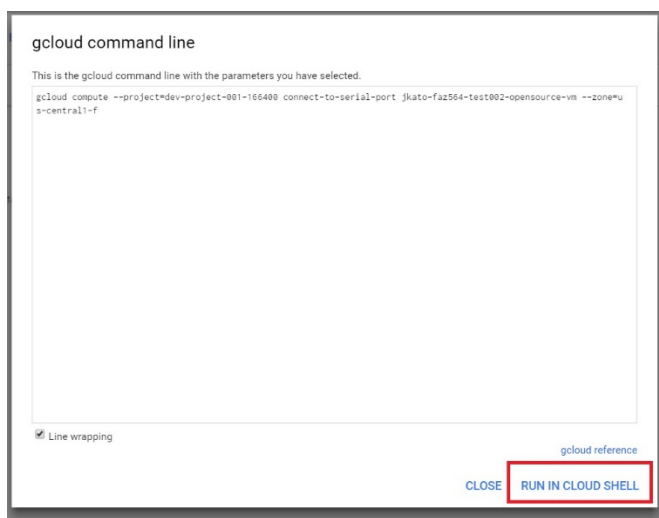 gcloud command line
This is the gcloud command line with the parameters you have selected.
gcloud compute --project=dev-project-001-166400 connect-to-serial-port jkato-faz564-test002-opensource-vm --zone=u
s-central1-f
Line wrapping
gcloud reference
CLOSE RUN IN CLOUD SHELL